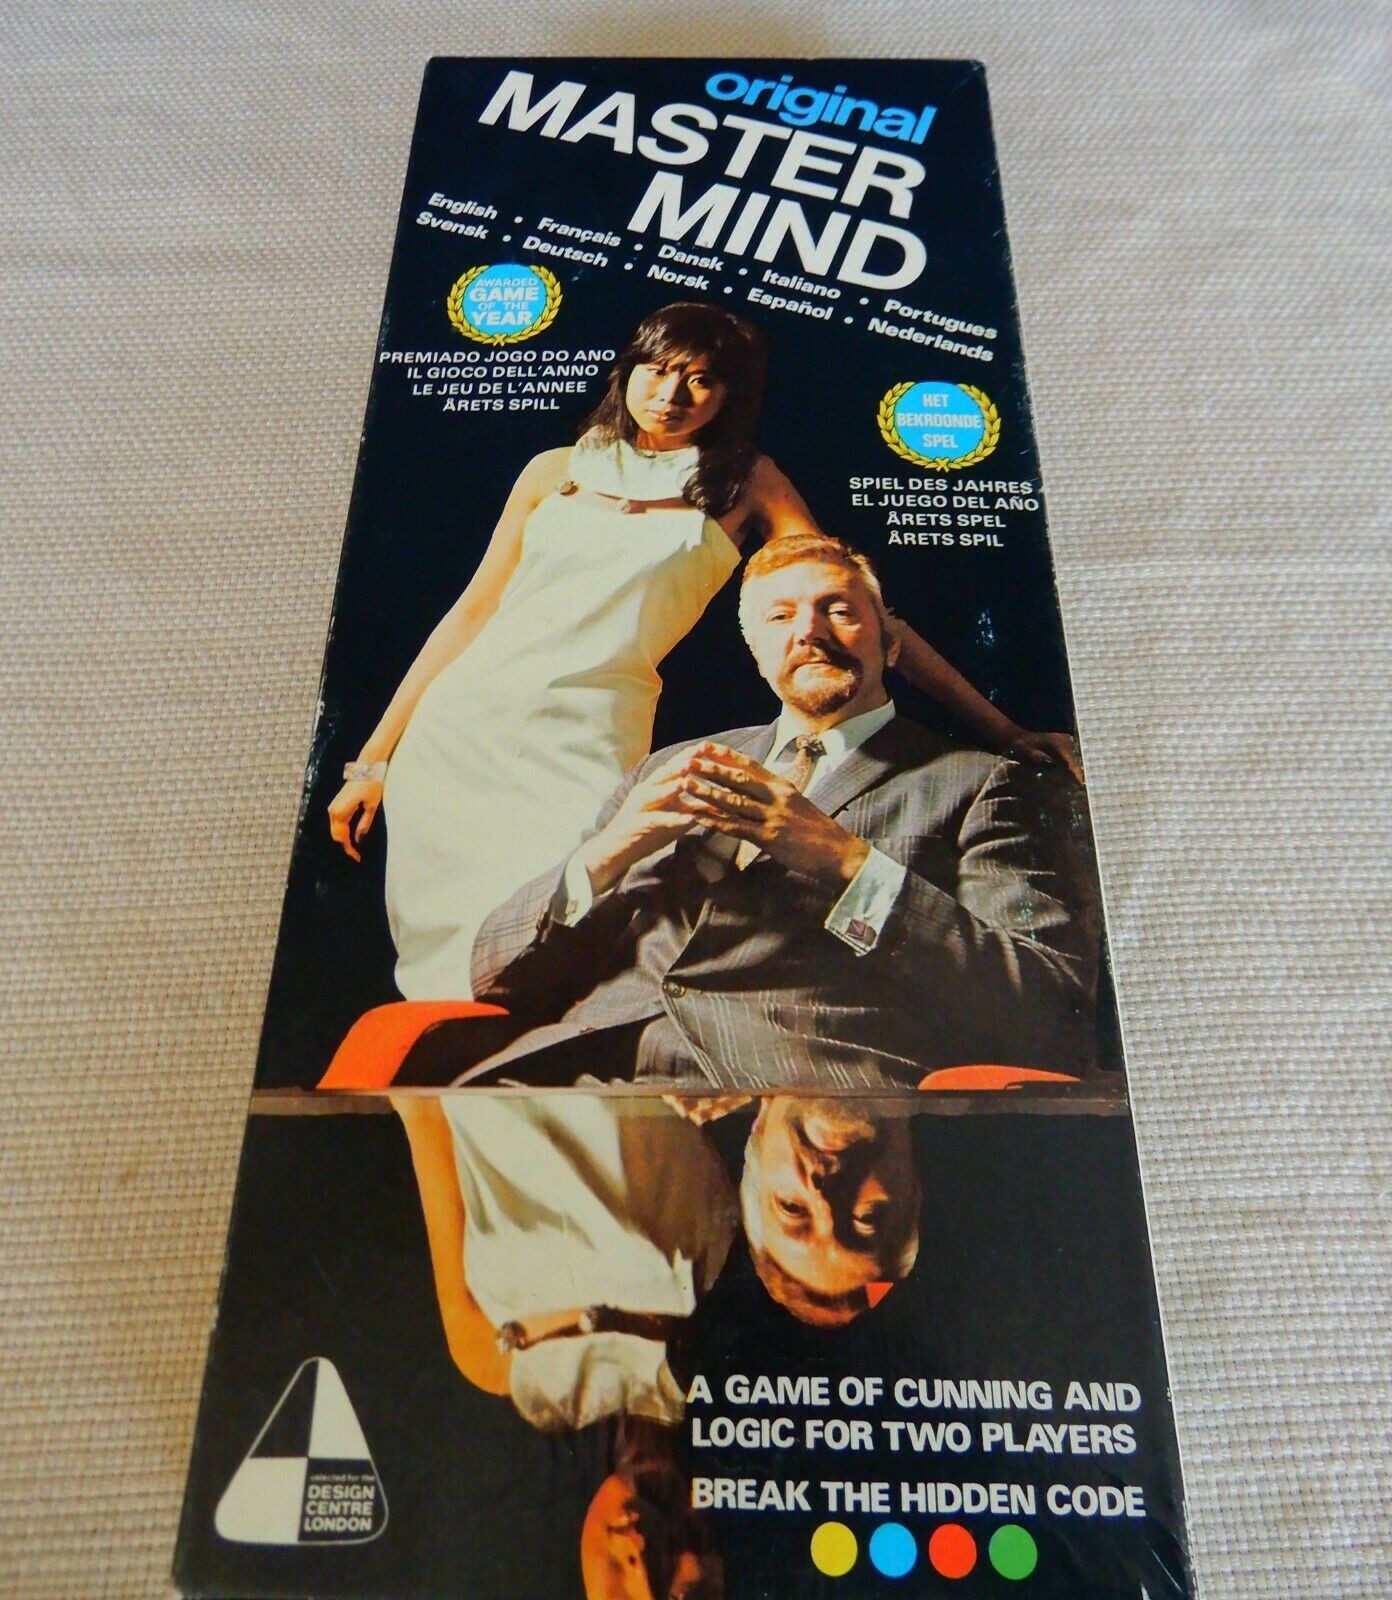 original
MASTER
MIND
English • Français • Dansk • Italiano • Portugues
Svensk • Deutsch • Norsk • Español • Nederlands
AWARDED
GAME
OF THE
YEAR
PREMIADO JOGO DO ANO
IL GIOCO DELL'ANNO
LE JEU DE L'ANNEE
ÅRETS SPILL
HET
BEKROONDE
SPEL
SPIEL DES JAHRES
EL JUEGO DEL AÑO
ÅRETS SPEL
ÅRETS SPIL
A GAME OF CUNNING AND
LOGIC FOR TWO PLAYERS
BREAK THE HIDDEN CODE
selected for the
DESIGN
CENTRE
LONDON